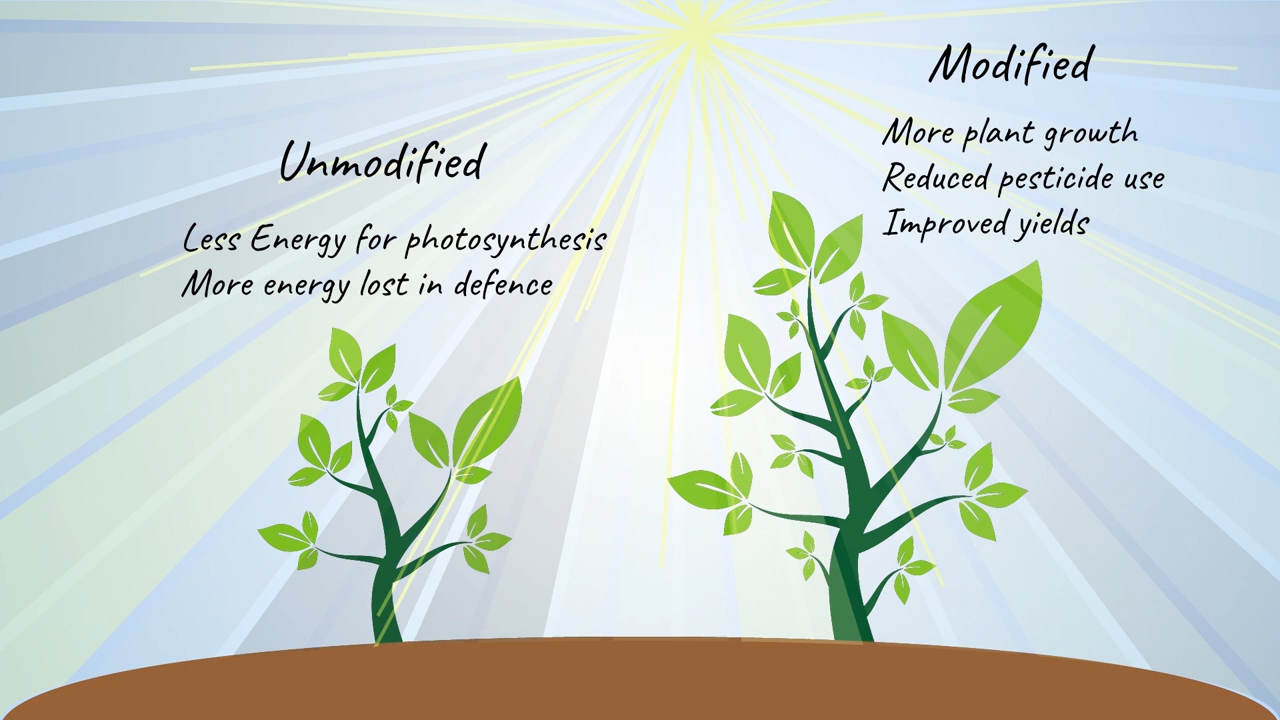 Unmodified
Less Energy for photosynthesis
More energy lost in defence
Modified
More plant growth
Reduced pesticide use
Improved yields